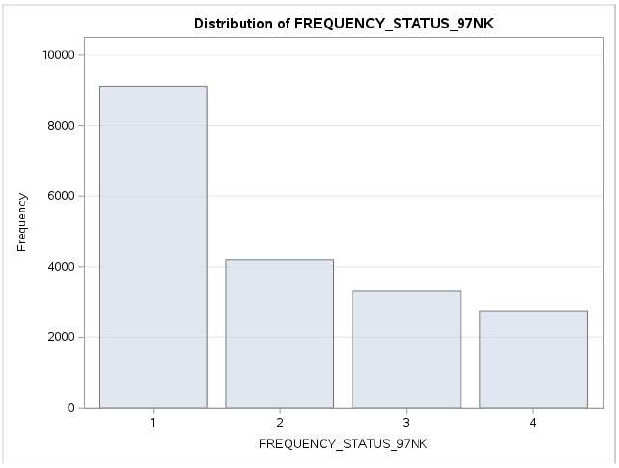 Distribution of FREQUENCY_STATUS_97NK
10000
8000
6000
4000
2000
0
Frequency
1 2 3 4
FREQUENCY_STATUS_97NK